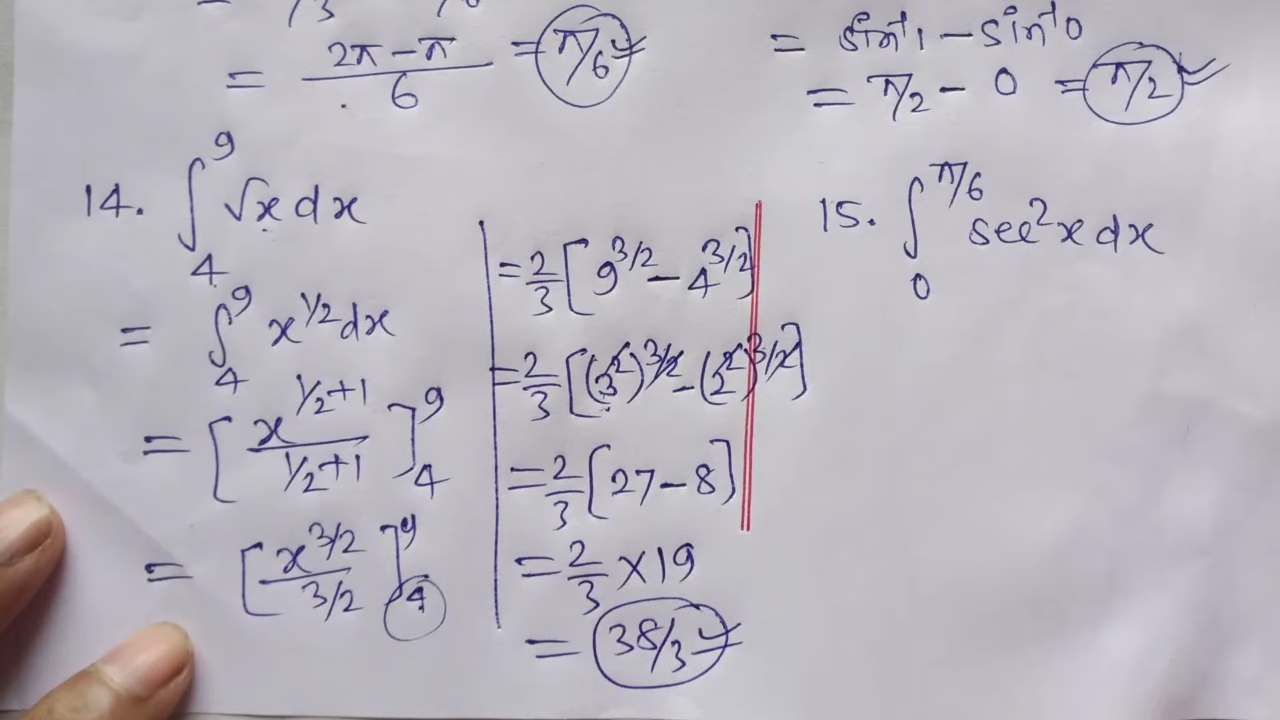 = 2π − π / 6 = π/6
= sin⁻¹1 − sin⁻¹0
= π/2 − 0 = π/2
14. ∫₄⁹ √x dx
= ∫₄⁹ x^1/2 dx
= [x^(1/2+1) / (1/2+1)]₄⁹
= [x^3/2 / 3/2]₄⁹
= 2/3 [9^3/2 − 4^3/2]
= 2/3 [(3²)^3/2 − (2²)^3/2]
= 2/3 [27 − 8]
= 2/3 × 19
= 38/3
15. ∫₀^π/6 sec²x dx